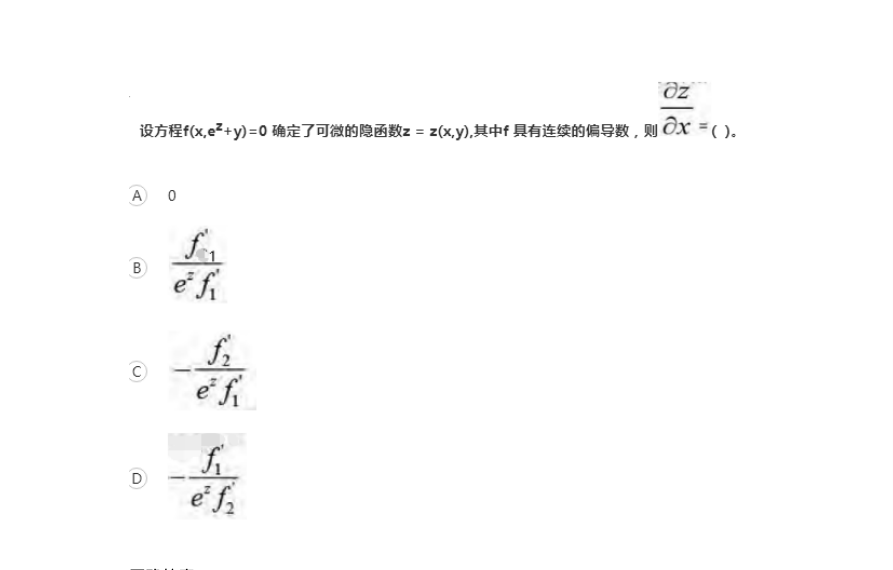 设方程f(x,e^z+y)=0 确定了可微的隐函数z = z(x,y),其中f 具有连续的偏导数，则 ∂z/∂x =( )。
A 0
B f'_1/(e^z f'_1)
C -f'_2/(e^z f'_1)
D -f'_1/(e^z f'_2)